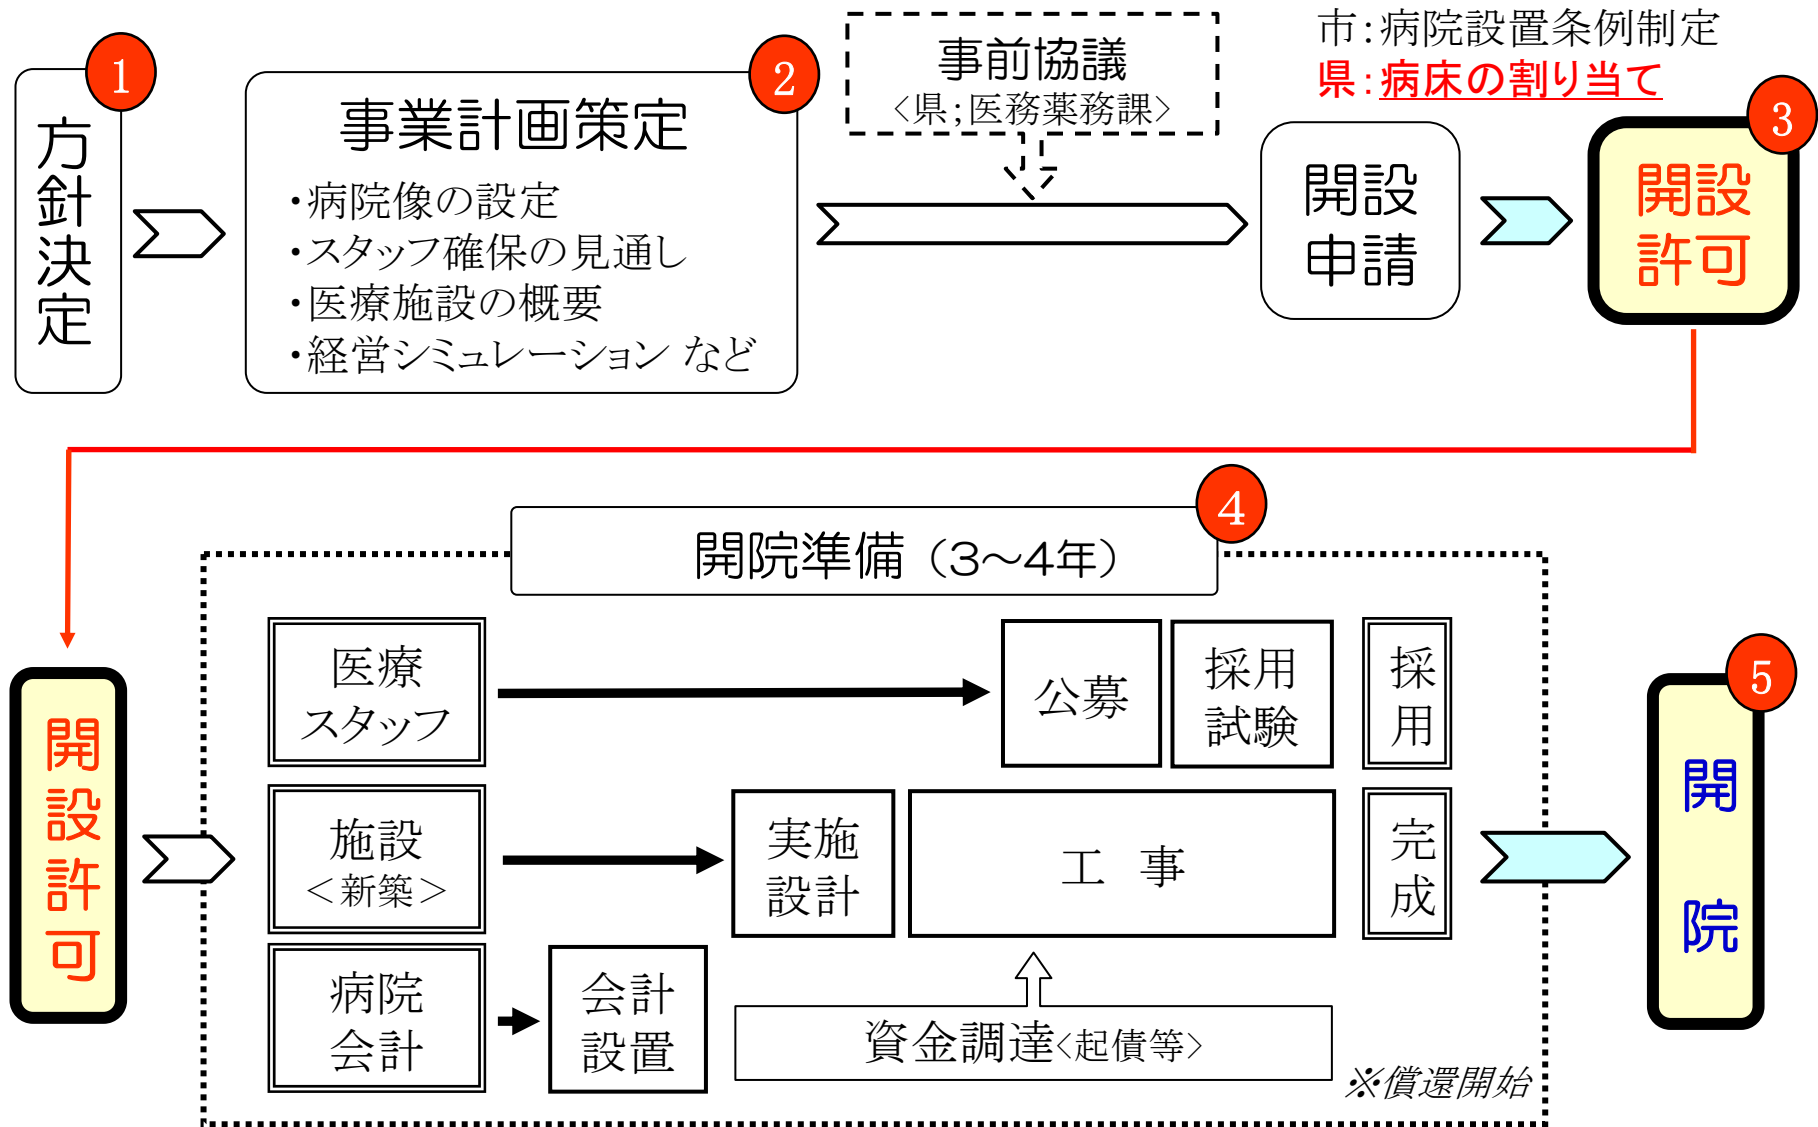 1
方針決定
2
事業計画策定
・病院像の設定
・スタッフ確保の見通し
・医療施設の概要
・経営シミュレーション など
事前協議
<県;医務薬務課>
市:病院設置条例制定
県:病床の割り当て
開設
申請
3
開設
許可
4
開院準備(3~4年)
開設許可
医療
スタッフ
公募
採用
試験
採用
施設
<新築>
実施
設計
工 事
完成
病院
会計
会計
設置
資金調達<起債等>
※償還開始
5
開院